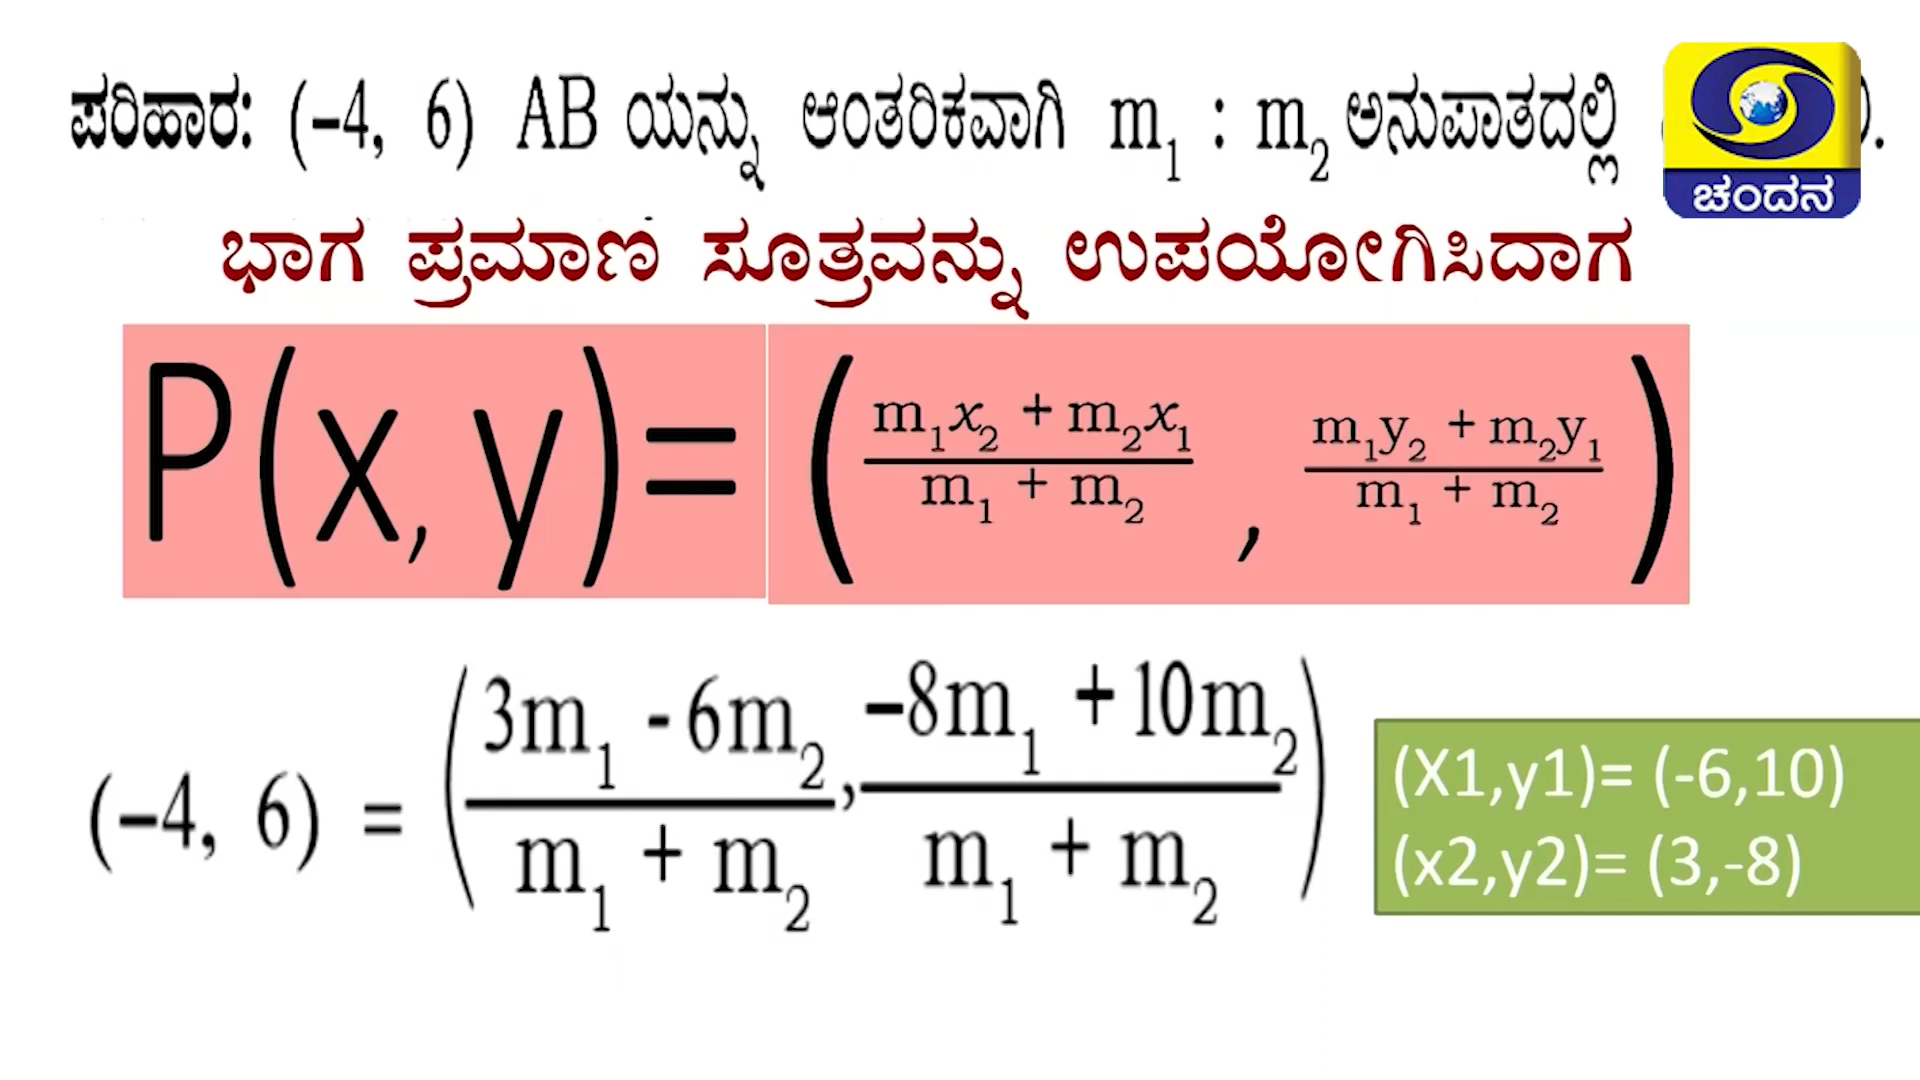 ಪರಿಹಾರ: (–4, 6) AB ಯನ್ನು ಆಂತರಿಕವಾಗಿ m₁ : m₂ ಅನುಪಾತದಲ್ಲಿ
ಚಂದನ
ಭಾಗ ಪ್ರಮಾಣ ಸೂತ್ರವನ್ನು ಉಪಯೋಗಿಸಿದಾಗ
P(x, y)= ( (m₁x₂ + m₂x₁)/(m₁ + m₂) , (m₁y₂ + m₂y₁)/(m₁ + m₂) )
(–4, 6) = ( (3m₁ - 6m₂)/(m₁ + m₂) , (–8m₁ + 10m₂)/(m₁ + m₂) )
(X1,y1)= (-6,10)
(x2,y2)= (3,-8)